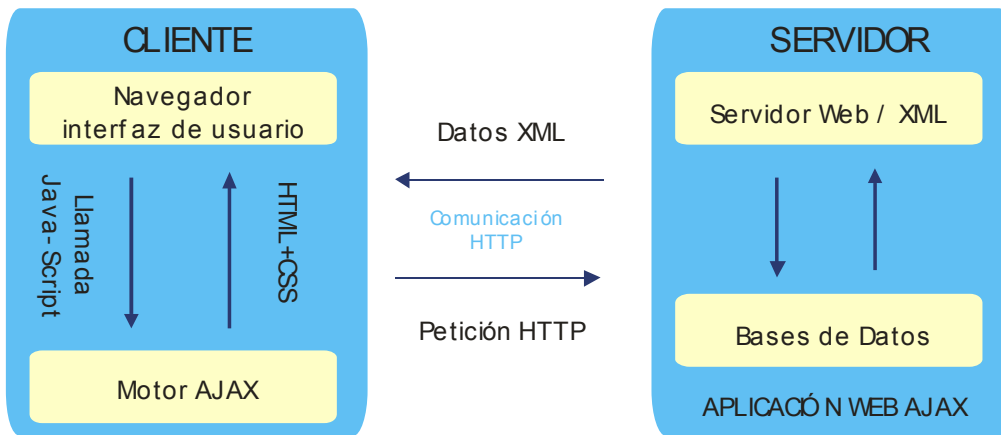 CLIENTE
Navegador
interfaz de usuario
Llamada
Java-Script
HTML+CSS
Motor AJAX
Datos XML
Comunicación
HTTP
Petición HTTP
SERVIDOR
Servidor Web / XML
Bases de Datos
APLICACIÓN WEB AJAX